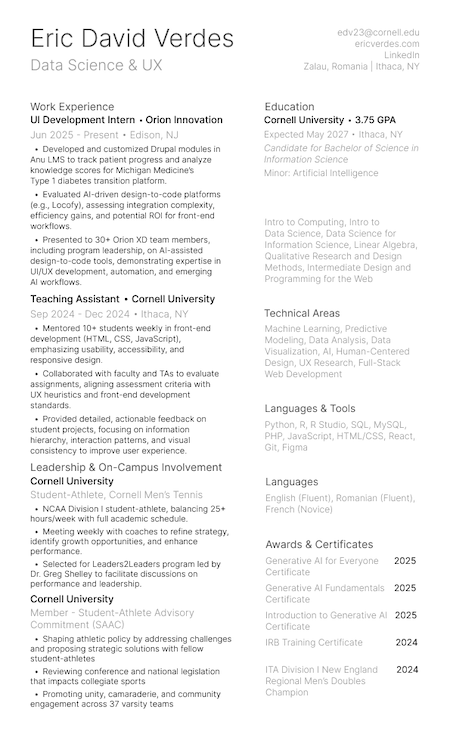 Eric David Verdes
Data Science & UX
edv23@cornell.edu
ericverdes.com
LinkedIn
Zalau, Romania | Ithaca, NY
Work Experience
UI Development Intern • Orion Innovation
Jun 2025 - Present • Edison, NJ
• Developed and customized Drupal modules in
Anu LMS to track patient progress and analyze
knowledge scores for Michigan Medicine's
Type 1 diabetes transition platform.
• Evaluated AI-driven design-to-code platforms
(e.g., Locofy), assessing integration complexity,
efficiency gains, and potential ROI for front-end
workflows.
• Presented to 30+ Orion XD team members,
including program leadership, on AI-assisted
design-to-code tools, demonstrating expertise in
UI/UX development, automation, and emerging
AI workflows.
Teaching Assistant • Cornell University
Sep 2024 - Dec 2024 • Ithaca, NY
• Mentored 10+ students weekly in front-end
development (HTML, CSS, JavaScript),
emphasizing usability, accessibility, and
responsive design.
• Collaborated with faculty and TAs to evaluate
assignments, aligning assessment criteria with
UX heuristics and front-end development
standards.
• Provided detailed, actionable feedback on
student projects, focusing on information
hierarchy, interaction patterns, and visual
consistency to improve user experience.
Leadership & On-Campus Involvement
Cornell University
Student-Athlete, Cornell Men's Tennis
• NCAA Division I student-athlete, balancing 25+
hours/week with full academic schedule.
• Meeting weekly with coaches to refine strategy,
identify growth opportunities, and enhance
performance.
• Selected for Leaders2Leaders program led by
Dr. Greg Shelley to facilitate discussions on
performance and leadership.
Cornell University
Member - Student-Athlete Advisory
Commitment (SAAC)
• Shaping athletic policy by addressing challenges
and proposing strategic solutions with fellow
student-athletes
• Reviewing conference and national legislation
that impacts collegiate sports
• Promoting unity, camaraderie, and community
engagement across 37 varsity teams
Education
Cornell University • 3.75 GPA
Expected May 2027 • Ithaca, NY
Candidate for Bachelor of Science in
Information Science
Minor: Artificial Intelligence
Intro to Computing, Intro to
Data Science, Data Science for
Information Science, Linear Algebra,
Qualitative Research and Design
Methods, Intermediate Design and
Programming for the Web
Technical Areas
Machine Learning, Predictive
Modeling, Data Analysis, Data
Visualization, AI, Human-Centered
Design, UX Research, Full-Stack
Web Development
Languages & Tools
Python, R, R Studio, SQL, MySQL,
PHP, JavaScript, HTML/CSS, React,
Git, Figma
Languages
English (Fluent), Romanian (Fluent),
French (Novice)
Awards & Certificates
Generative AI for Everyone 2025
Certificate
Generative AI Fundamentals 2025
Certificate
Introduction to Generative AI 2025
Certificate
IRB Training Certificate 2024
ITA Division I New England 2024
Regional Men's Doubles
Champion